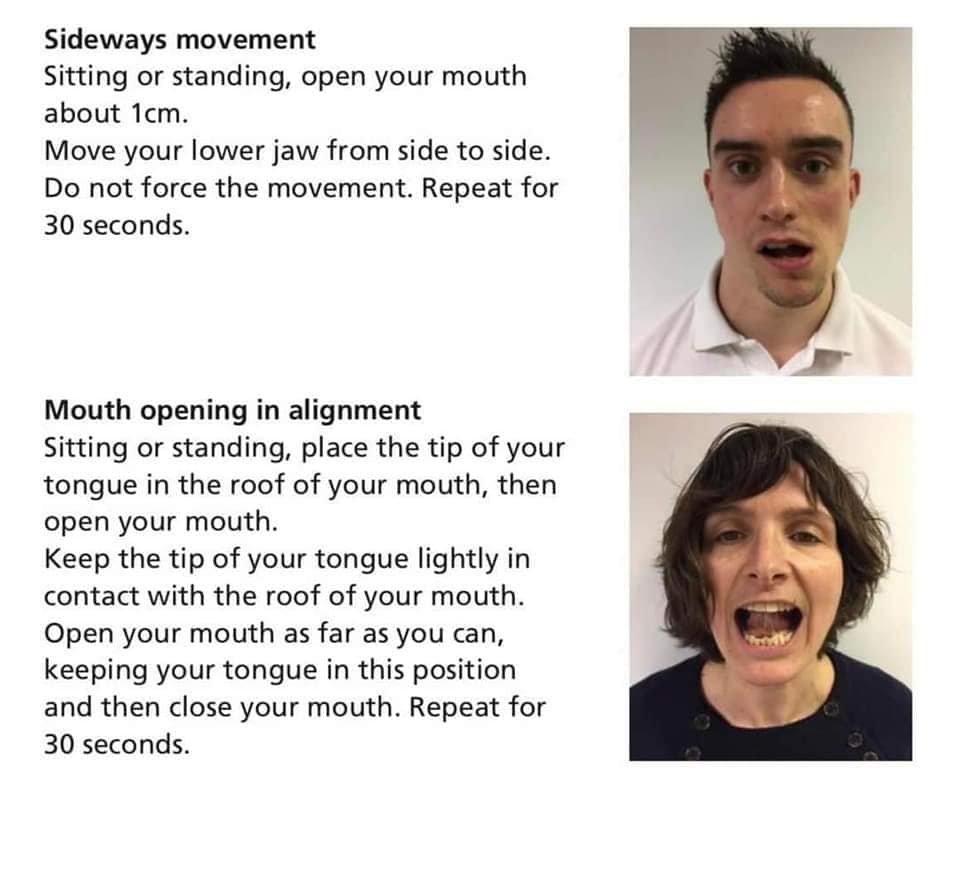 Sideways movement
Sitting or standing, open your mouth
about 1cm.
Move your lower jaw from side to side.
Do not force the movement. Repeat for
30 seconds.
Mouth opening in alignment
Sitting or standing, place the tip of your
tongue in the roof of your mouth, then
open your mouth.
Keep the tip of your tongue lightly in
contact with the roof of your mouth.
Open your mouth as far as you can,
keeping your tongue in this position
and then close your mouth. Repeat for
30 seconds.